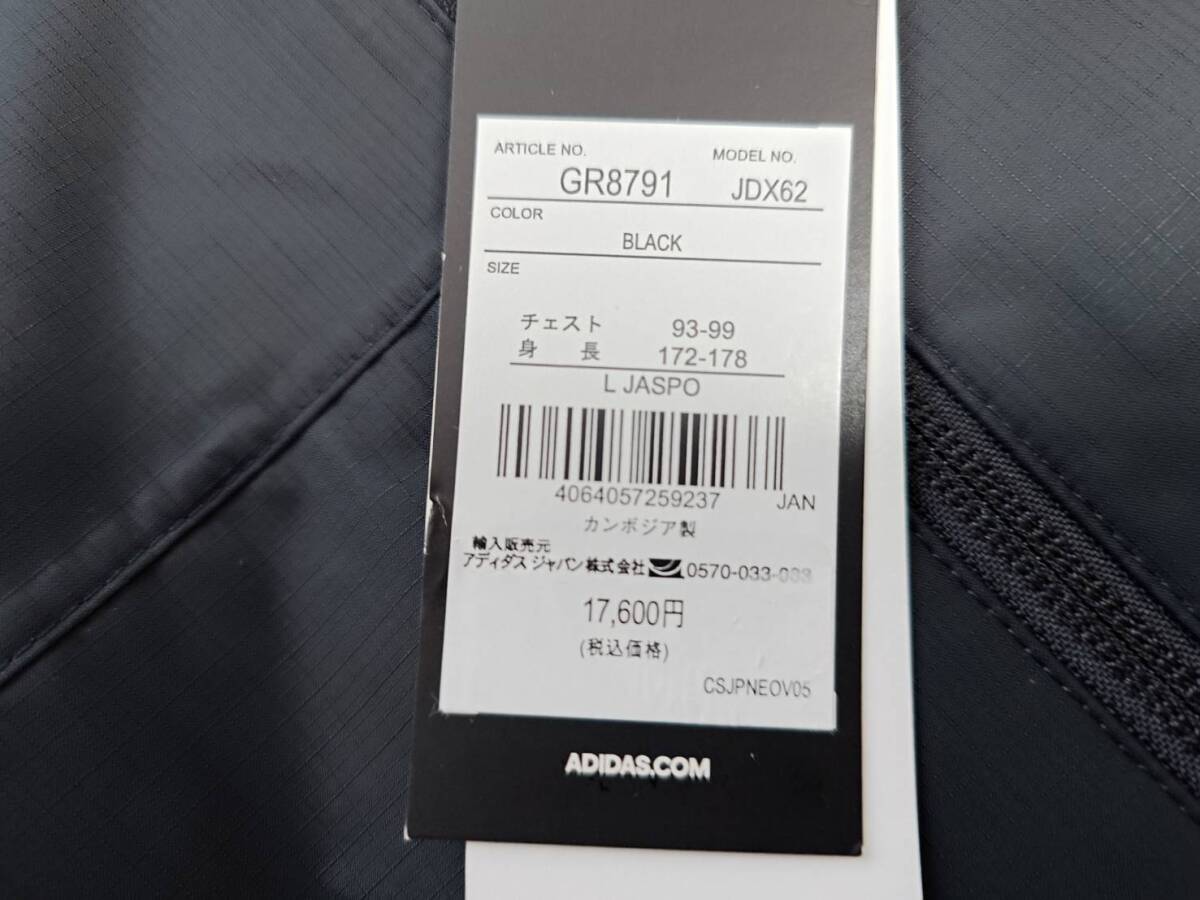 ARTICLE NO. MODEL NO.
GR8791 JDX62
COLOR
BLACK
SIZE
チェスト 93-99
身 長 172-178
L JASPO
4064057259237 JAN
カンボジア製
輸入販売元
アディダス ジャパン株式会社 0570-033-033
17,600円
(税込価格)
CSJPNEOV05
ADIDAS.COM